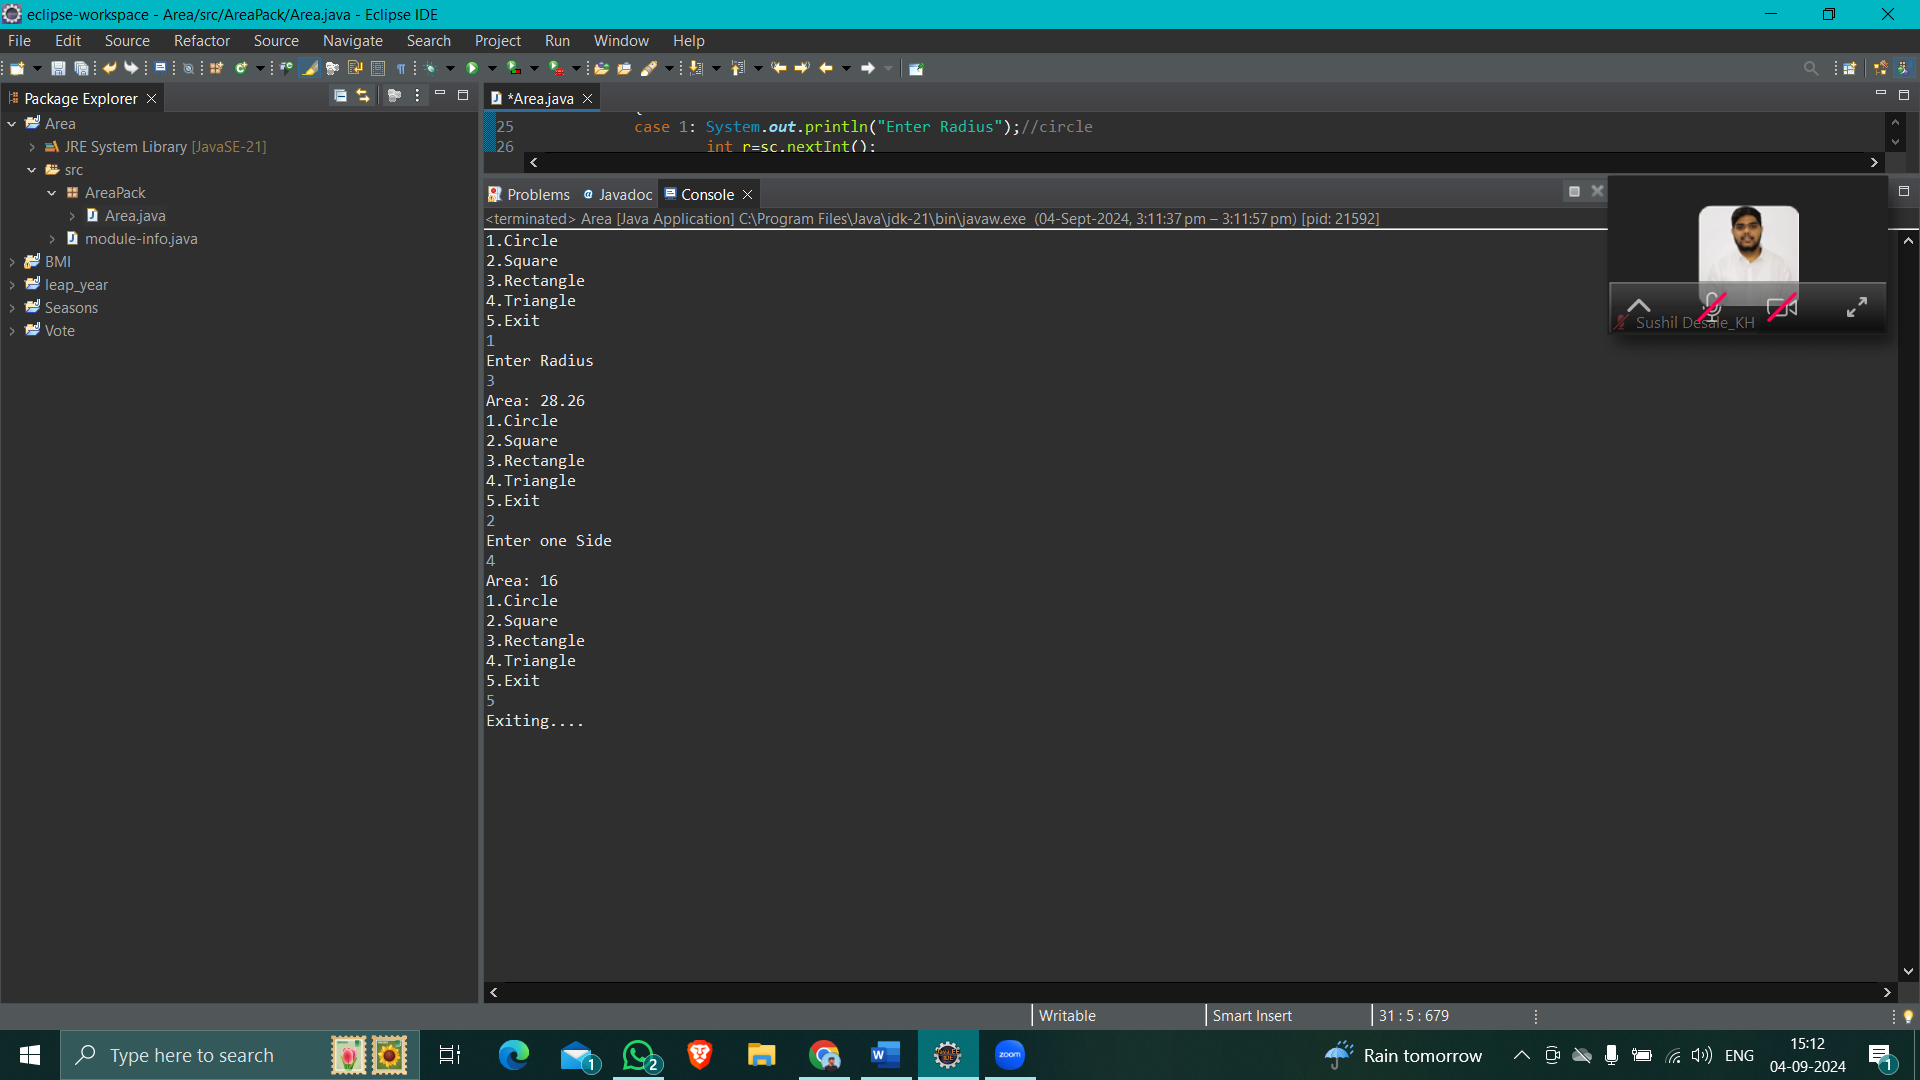 eclipse-workspace - Area/src/AreaPack/Area.java - Eclipse IDE
File Edit Source Refactor Source Navigate Search Project Run Window Help
Package Explorer
*Area.java
Area
JRE System Library [JavaSE-21]
src
AreaPack
Area.java
module-info.java
BMI
leap_year
Seasons
Vote
25 case 1: System.out.println("Enter Radius");//circle
26 int r=sc.nextInt();
Problems @ Javadoc Console
<terminated> Area [Java Application] C:\Program Files\Java\jdk-21\bin\javaw.exe (04-Sept-2024, 3:11:37 pm – 3:11:57 pm) [pid: 21592]
1.Circle
2.Square
3.Rectangle
4.Triangle
5.Exit
1
Enter Radius
3
Area: 28.26
1.Circle
2.Square
3.Rectangle
4.Triangle
5.Exit
2
Enter one Side
4
Area: 16
1.Circle
2.Square
3.Rectangle
4.Triangle
5.Exit
5
Exiting....
Sushil Desale_KH
Writable Smart Insert 31 : 5 : 679
Type here to search
1
2
zoom
Rain tomorrow
ENG
15:12
04-09-2024
1